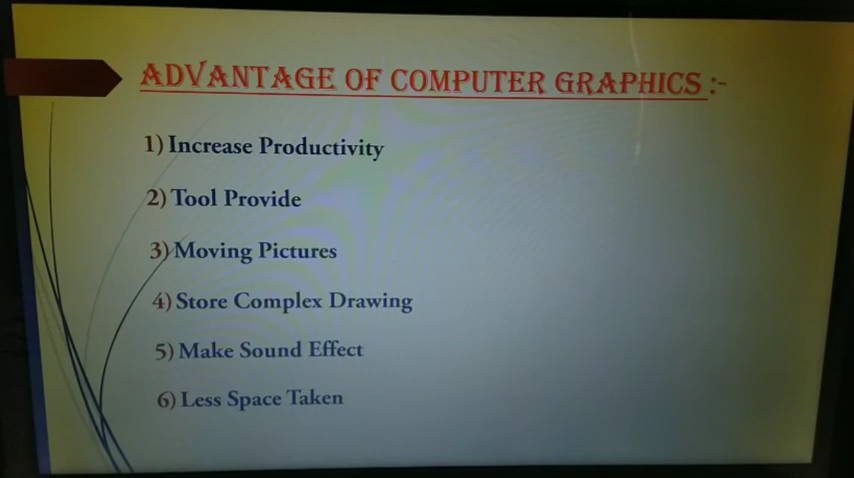 ADVANTAGE OF COMPUTER GRAPHICS :-
1) Increase Productivity
2) Tool Provide
3) Moving Pictures
4) Store Complex Drawing
5) Make Sound Effect
6) Less Space Taken